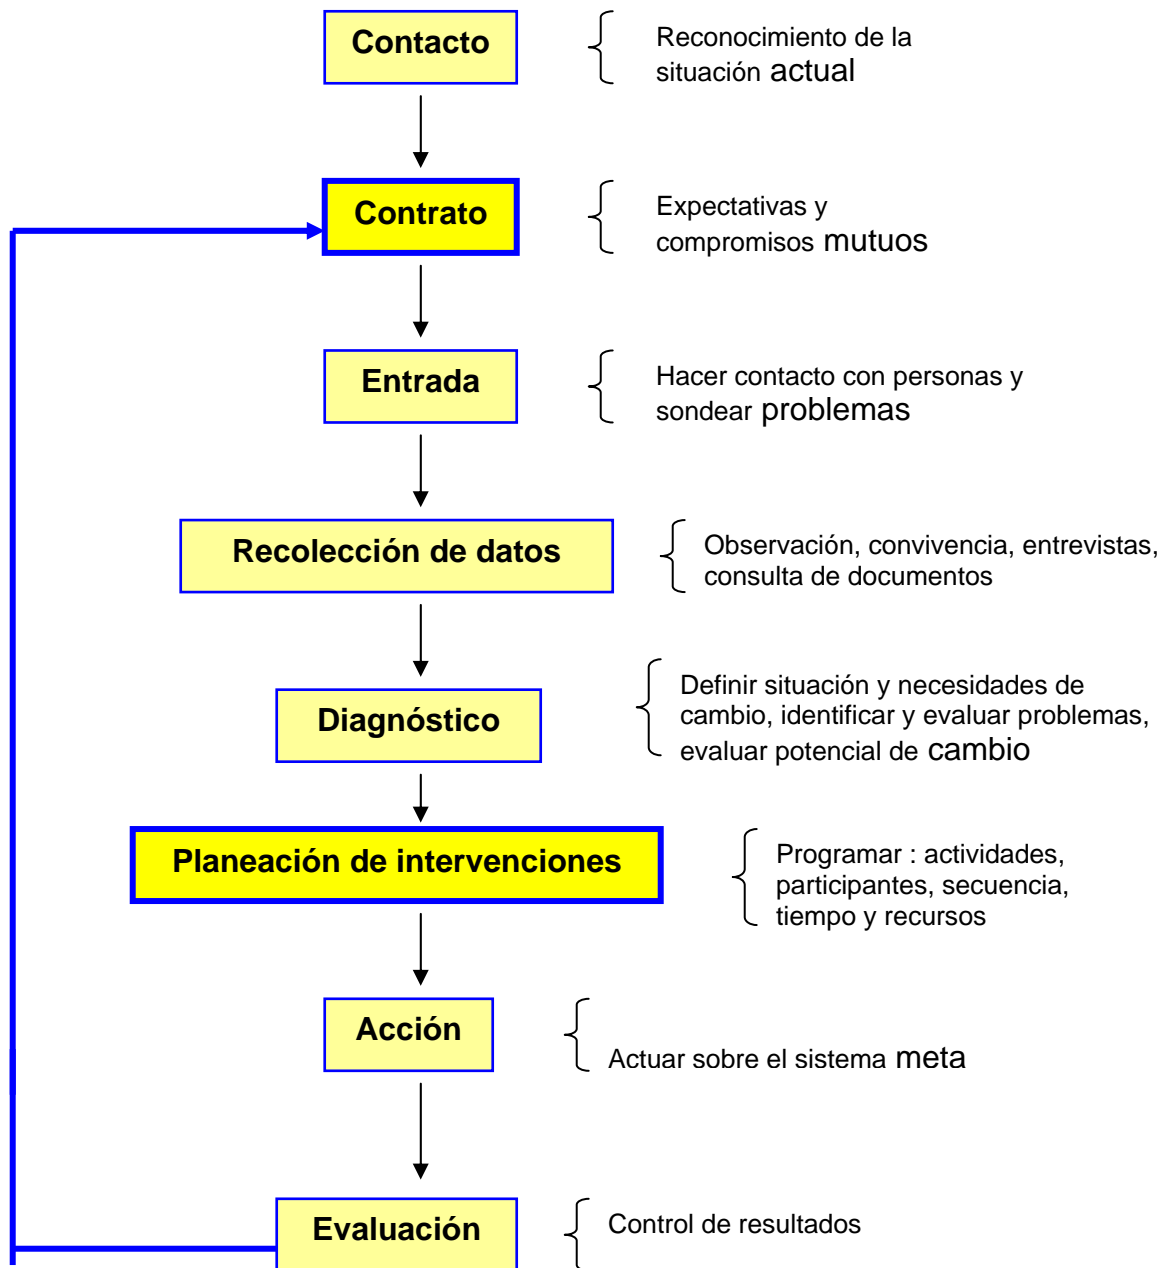 Contacto
Reconocimiento de la
situación actual
Contrato
Expectativas y
compromisos mutuos
Entrada
Hacer contacto con personas y
sondear problemas
Recolección de datos
Observación, convivencia, entrevistas,
consulta de documentos
Diagnóstico
Definir situación y necesidades de
cambio, identificar y evaluar problemas,
evaluar potencial de cambio
Planeación de intervenciones
Programar : actividades,
participantes, secuencia,
tiempo y recursos
Acción
Actuar sobre el sistema meta
Evaluación
Control de resultados